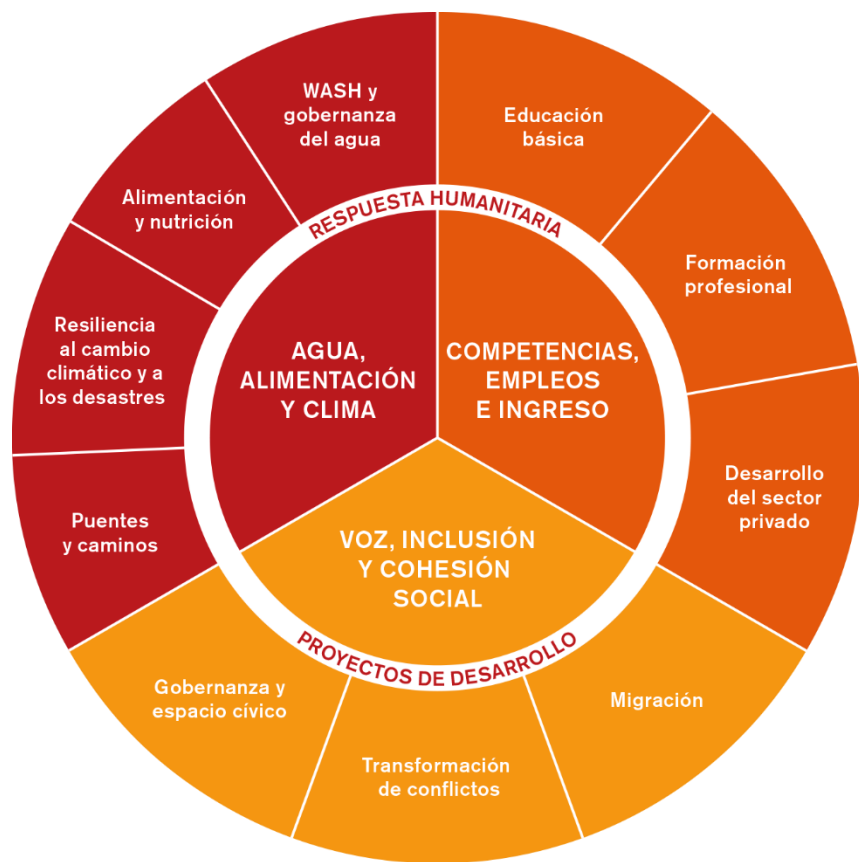 WASH y
gobernanza
del agua
Educación
básica
Alimentación
y nutrición
Formación
profesional
Resiliencia
al cambio
climático y a
los desastres
Desarrollo
del sector
privado
Puentes
y caminos
Gobernanza y
espacio cívico
Transformación
de conflictos
Migración
RESPUESTA HUMANITARIA
AGUA,
ALIMENTACIÓN
Y CLIMA
COMPETENCIAS,
EMPLEOS
E INGRESO
VOZ, INCLUSIÓN
Y COHESIÓN
SOCIAL
PROYECTOS DE DESARROLLO